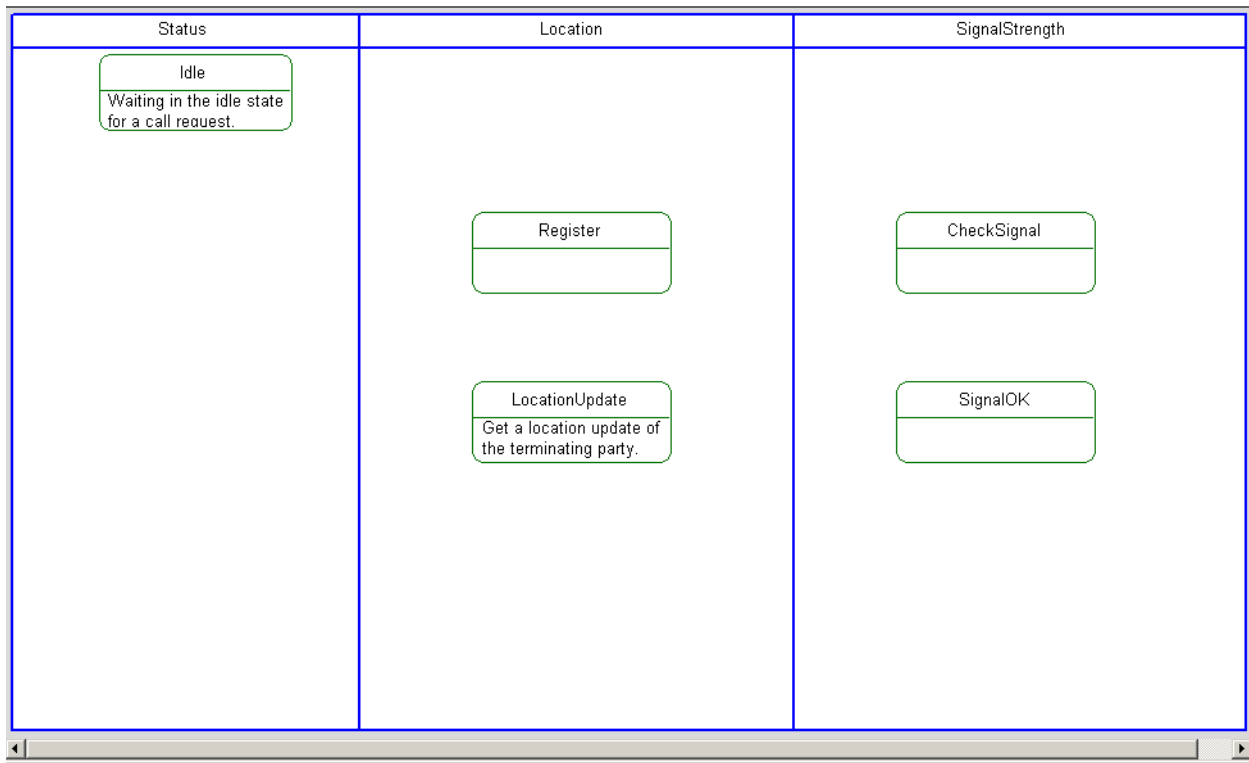 Status
Location
SignalStrength
Idle
Waiting in the idle state
for a call request.
Register
CheckSignal
LocationUpdate
Get a location update of
the terminating party.
SignalOK